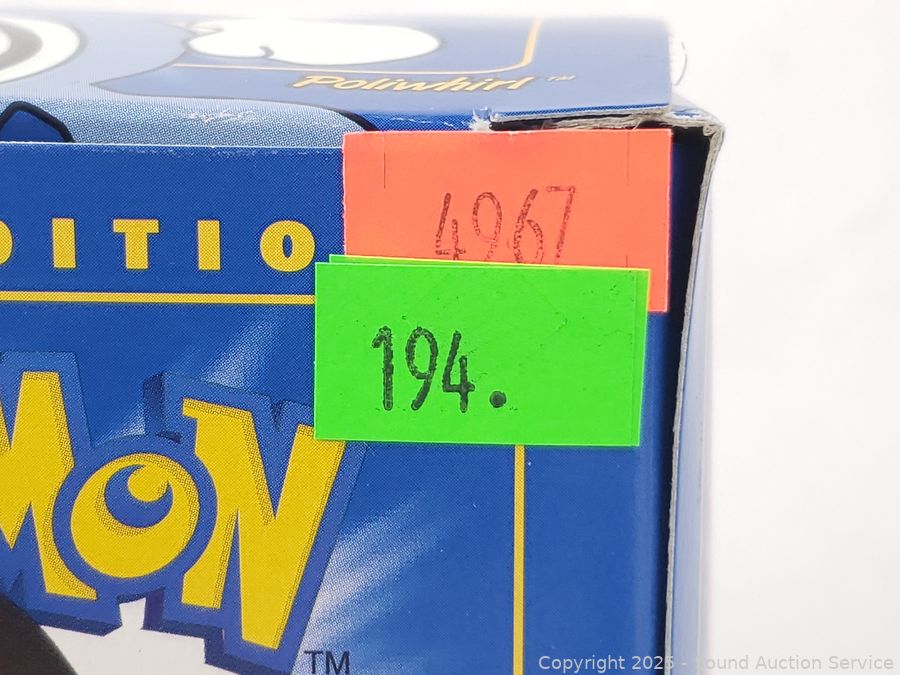 Poliwhirl™
4967
DITIO
194.
MON
TM
Copyright 2025 - Sound Auction Service